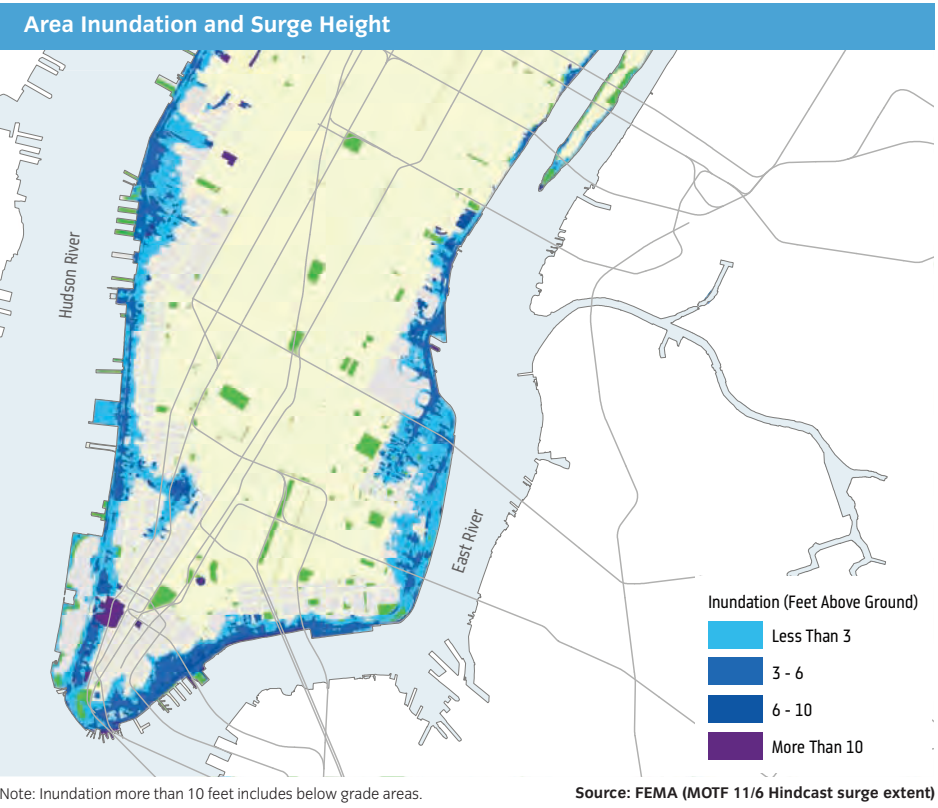 Area Inundation and Surge Height
Hudson River
East River
Inundation (Feet Above Ground)
Less Than 3
3 - 6
6 - 10
More Than 10
Note: Inundation more than 10 feet includes below grade areas.
Source: FEMA (MOTF 11/6 Hindcast surge extent)